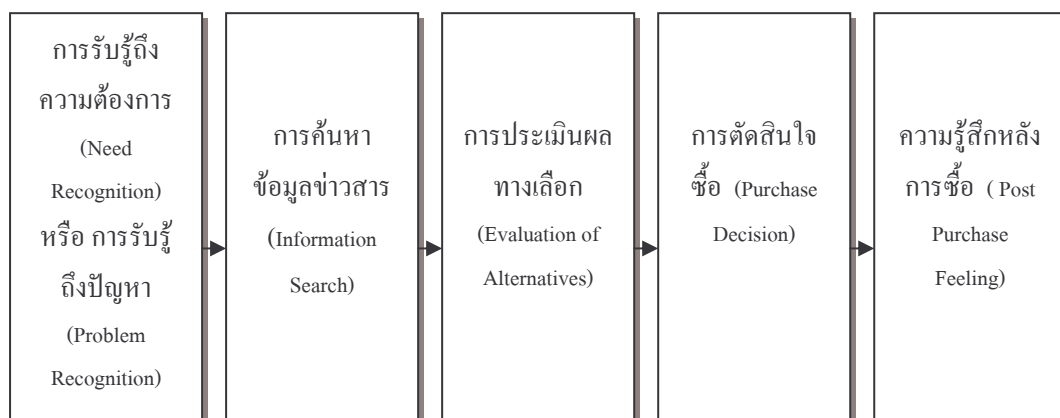 การรับรู้ถึง
ความต้องการ
(Need
Recognition)
หรือ การรับรู้
ถึงปัญหา
(Problem
Recognition)
การค้นหา
ข้อมูลข่าวสาร
(Information
Search)
การประเมินผล
ทางเลือก
(Evaluation of
Alternatives)
การตัดสินใจ
ซื้อ (Purchase
Decision)
ความรู้สึกหลัง
การซื้อ ( Post
Purchase
Feeling)